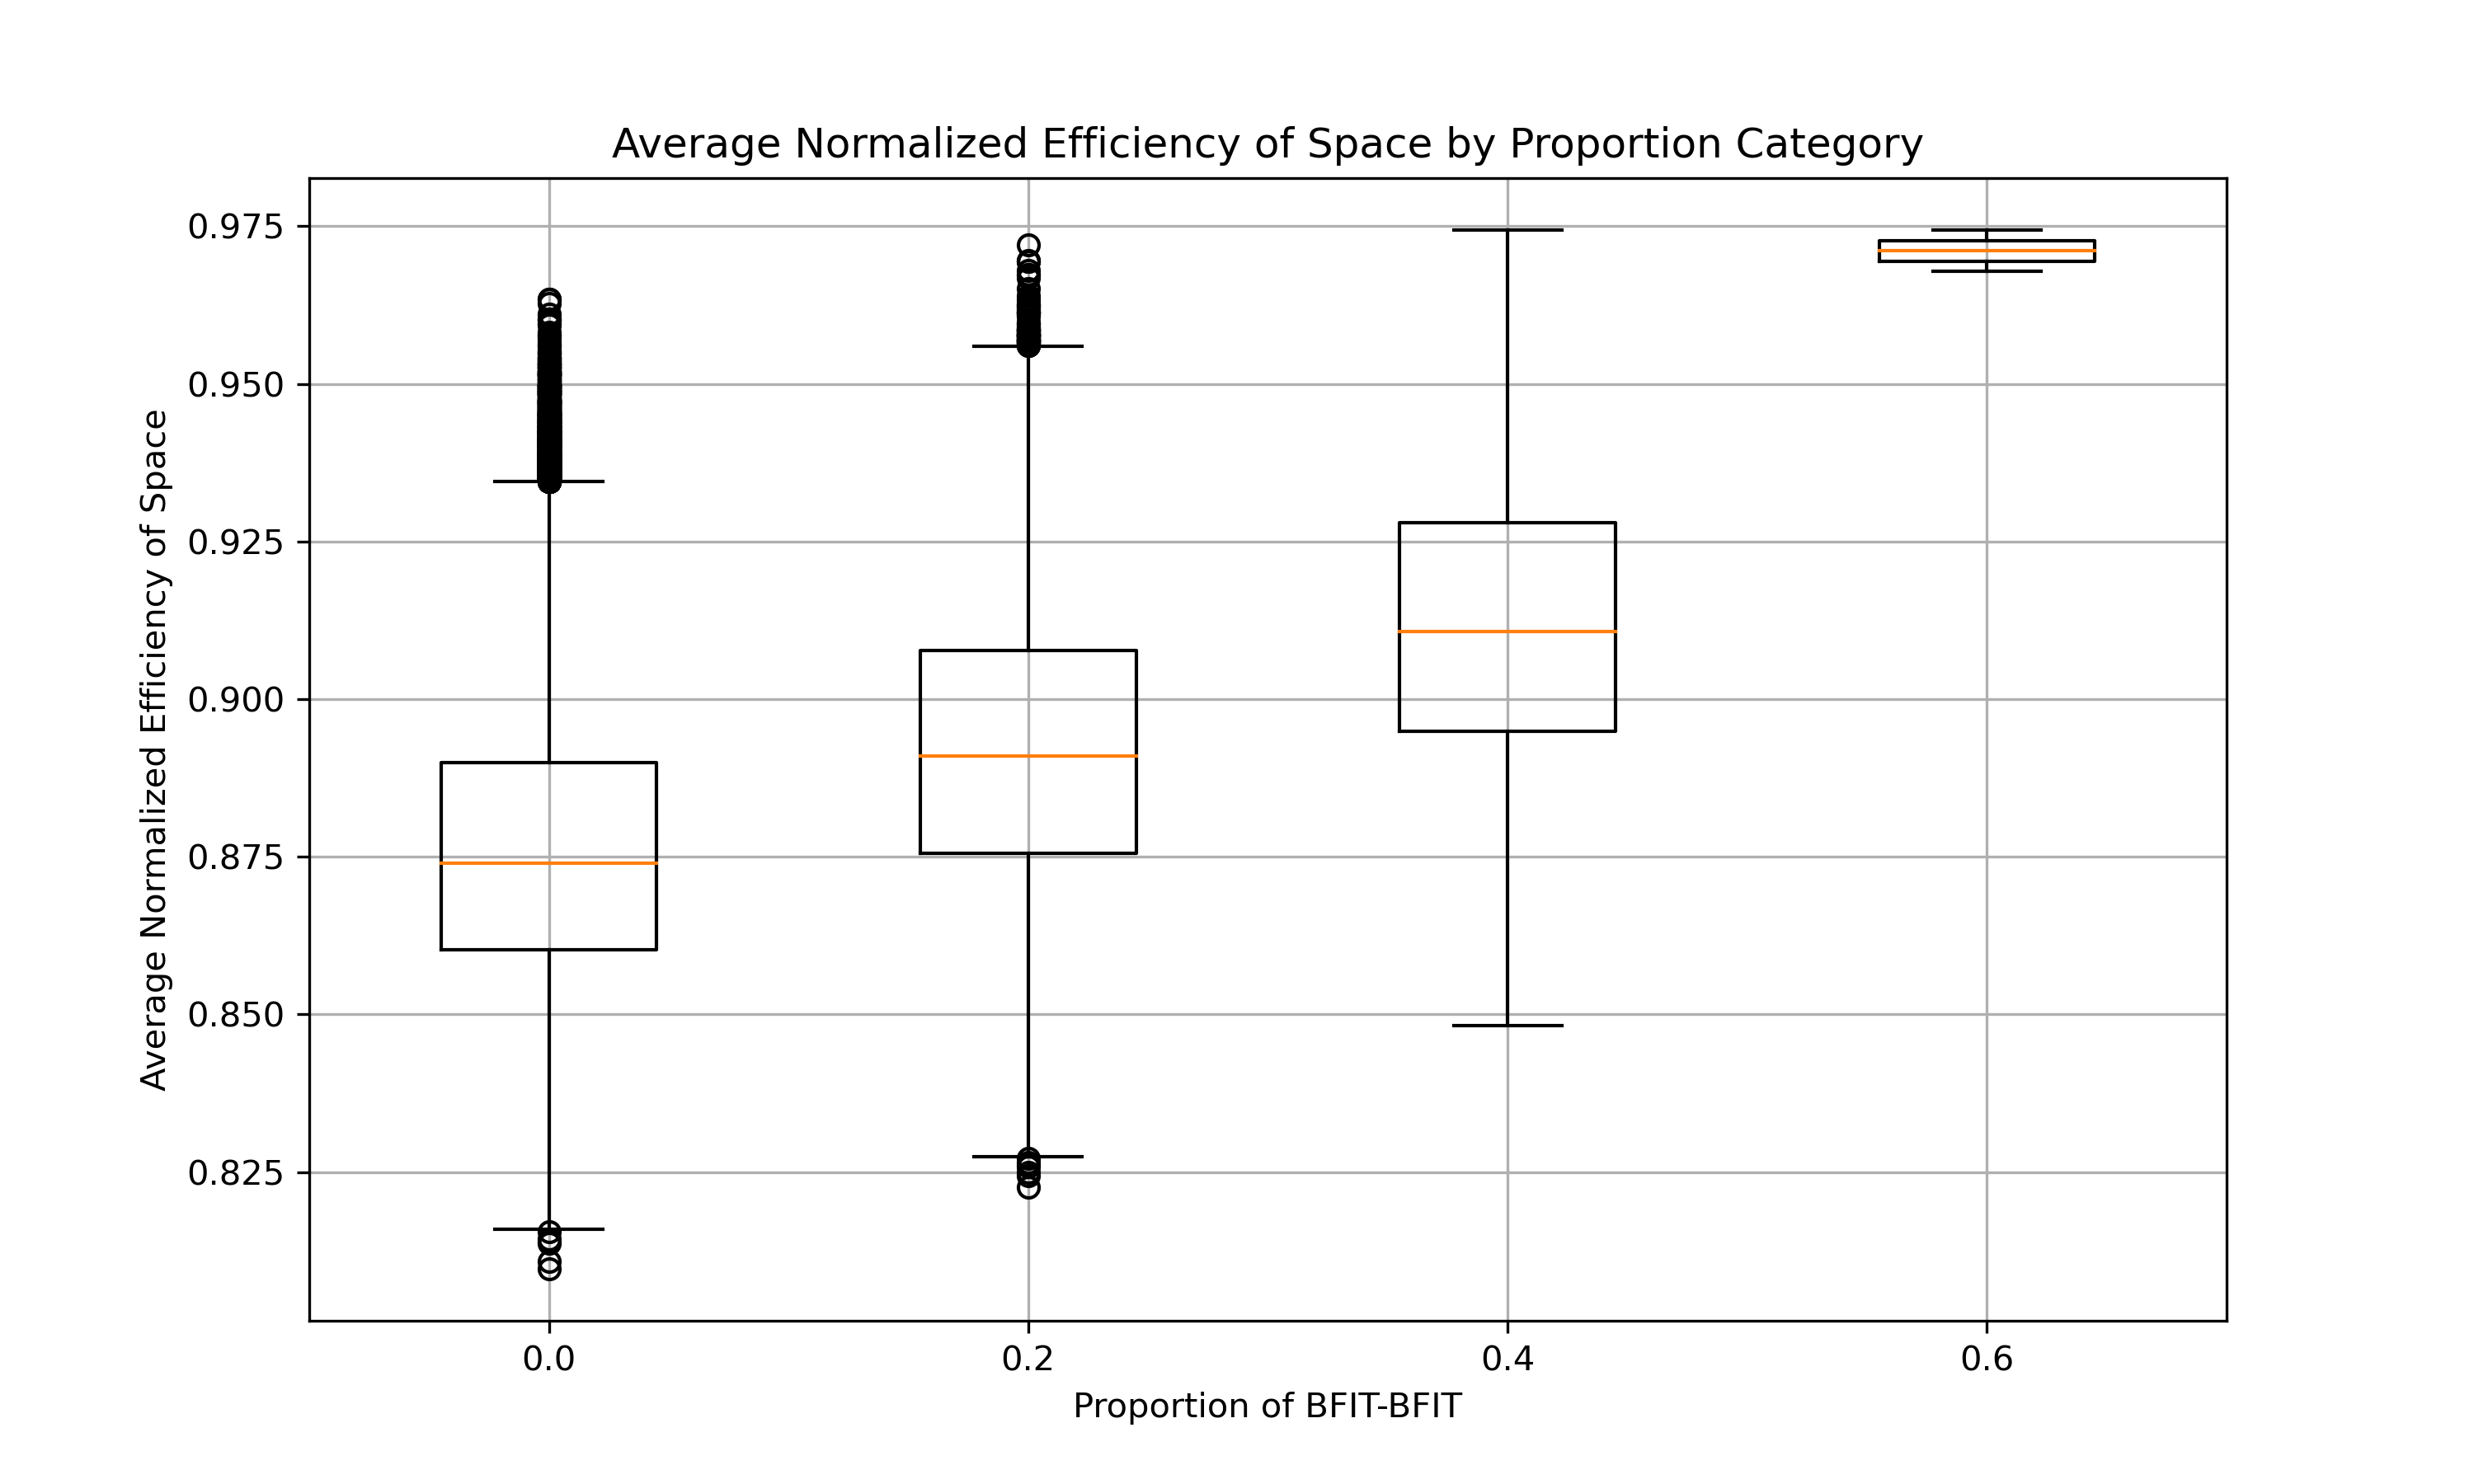 Average Normalized Efficiency of Space by Proportion Category
Average Normalized Efficiency of Space
0.975
0.950
0.925
0.900
0.875
0.850
0.825
0.0 0.2 0.4 0.6
Proportion of BFIT-BFIT